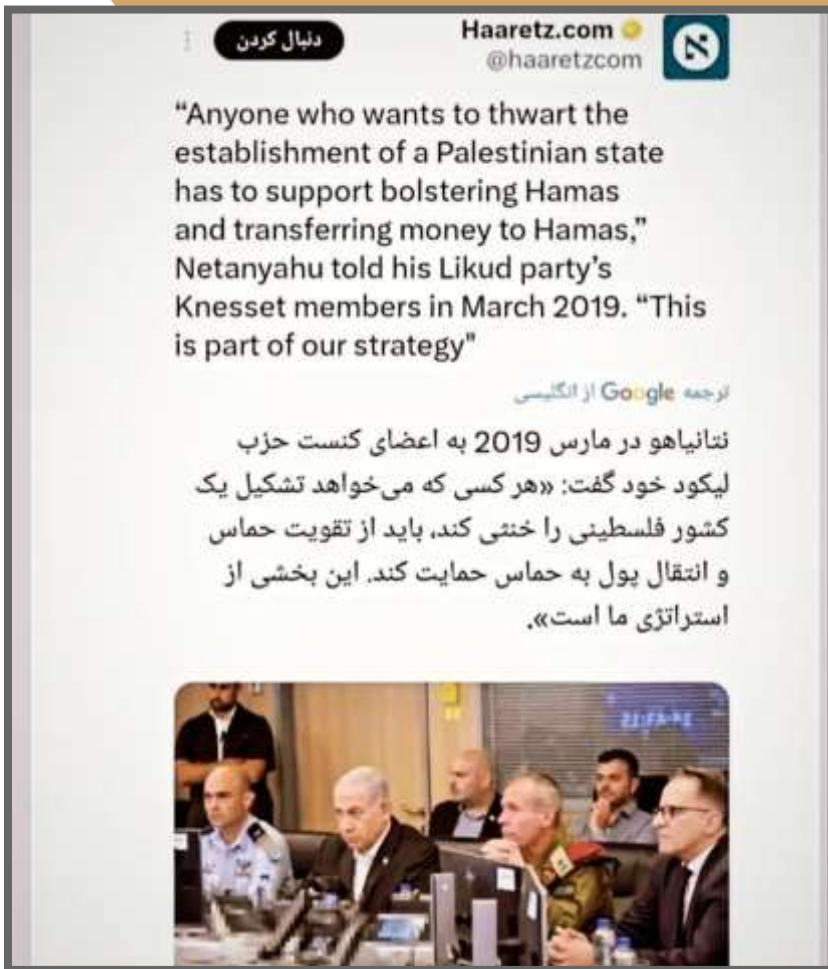 Haaretz.com
دنبال کردن
@haaretzcom
“Anyone who wants to thwart the
establishment of a Palestinian state
has to support bolstering Hamas
and transferring money to Hamas,”
Netanyahu told his Likud party’s
Knesset members in March 2019. “This
is part of our strategy"
ترجمه Google از انگلیسی
نتانیاهو در مارس 2019 به اعضای کنست حزب
لیکود خود گفت: «هر کسی که می‌خواهد تشکیل یک
کشور فلسطینی را خنثی کند، باید از تقویت حماس
و انتقال پول به حماس حمایت کند. این بخشی از
استراتژی ما است».